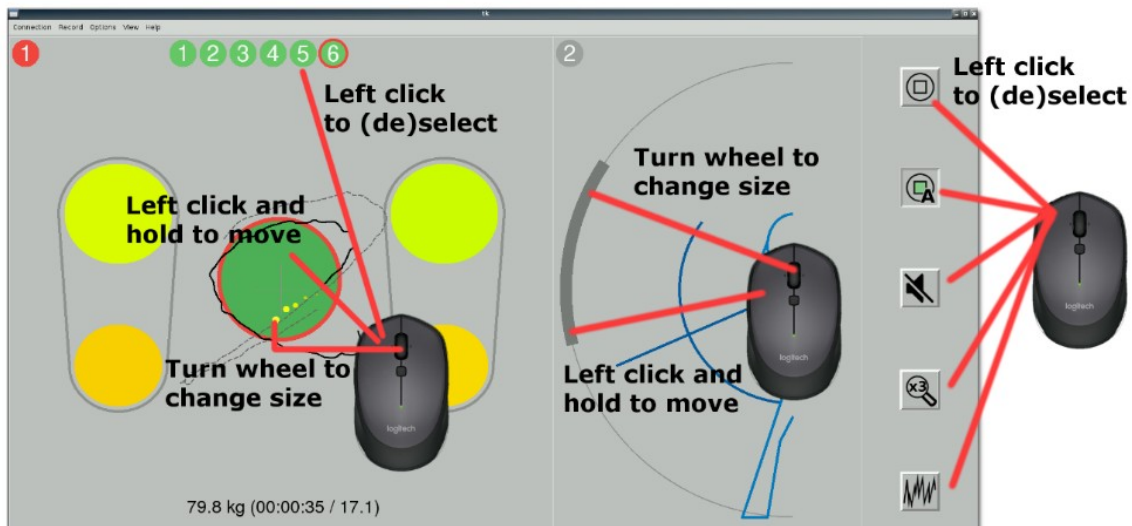 tk
Connection Record Options View Help
1
1 2 3 4 5 6
2
Left click
to (de)select
Left click
to (de)select
Turn wheel to
change size
Left click and
hold to move
A
Turn wheel to
change size
Left click and
hold to move
x3
logitech
logitech
logitech
79.8 kg (00:00:35 / 17.1)